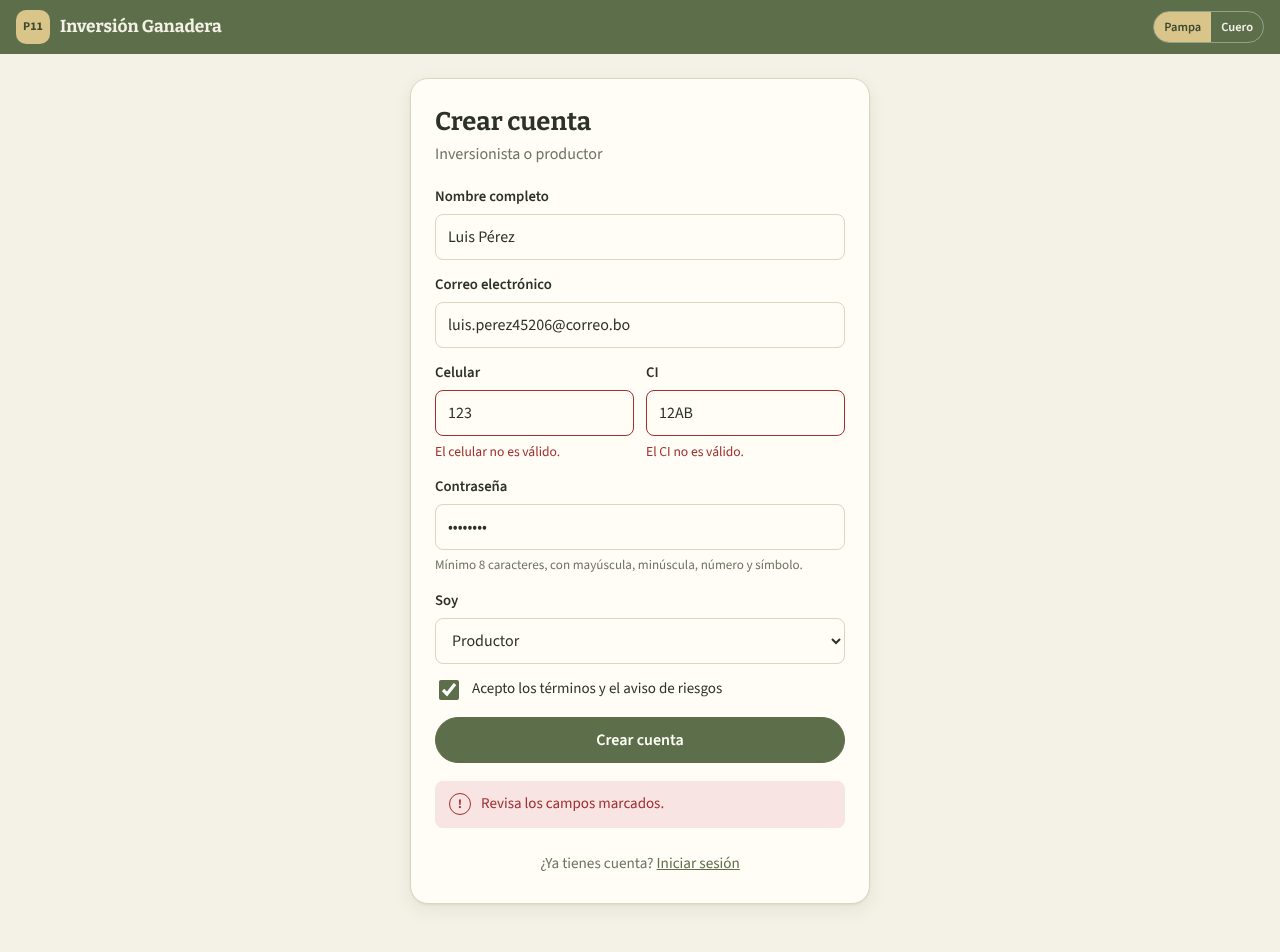 P11 Inversión Ganadera
Pampa Cuero
Crear cuenta
Inversionista o productor
Nombre completo
Luis Pérez
Correo electrónico
luis.perez45206@correo.bo
Celular CI
123 12AB
El celular no es válido. El CI no es válido.
Contraseña
••••••••
Mínimo 8 caracteres, con mayúscula, minúscula, número y símbolo.
Soy
Productor
Acepto los términos y el aviso de riesgos
Crear cuenta
! Revisa los campos marcados.
¿Ya tienes cuenta? Iniciar sesión